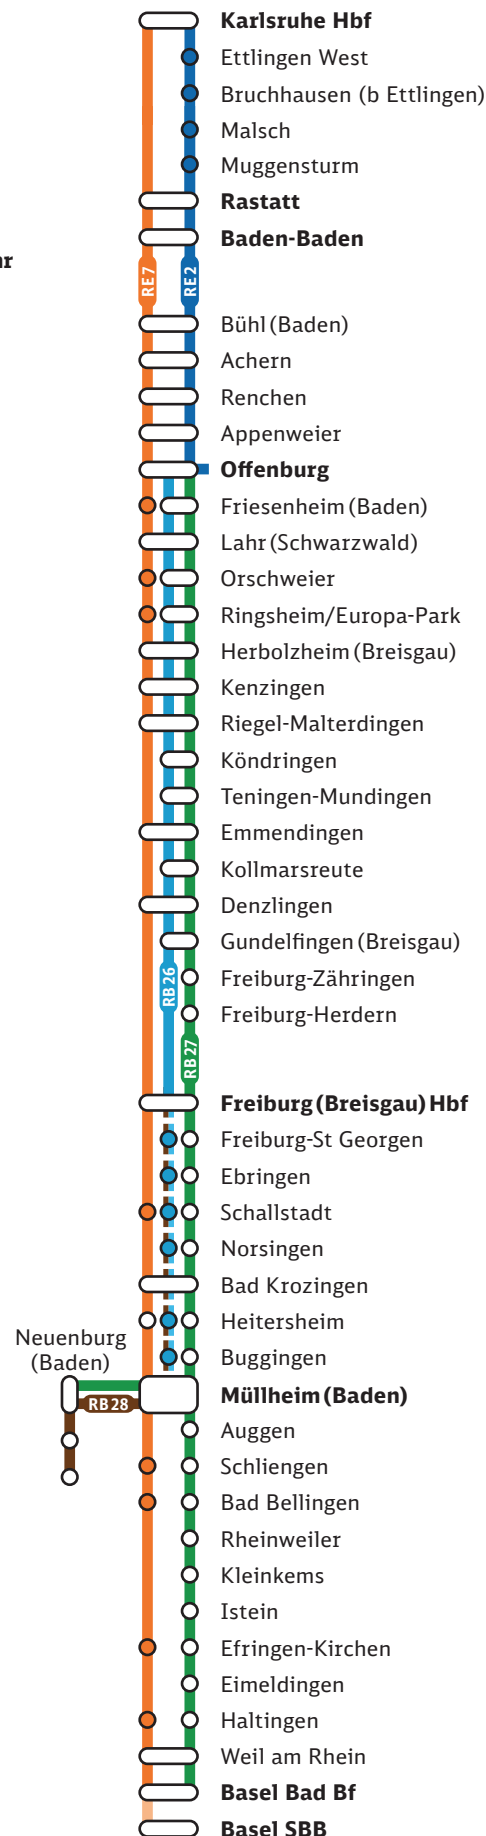 Karlsruhe Hbf
Ettlingen West
Bruchhausen (b Ettlingen)
Malsch
Muggensturm
Rastatt
Baden-Baden
RE 7
RE 2
Bühl (Baden)
Achern
Renchen
Appenweier
Offenburg
Friesenheim (Baden)
Lahr (Schwarzwald)
Orschweier
Ringsheim/Europa-Park
Herbolzheim (Breisgau)
Kenzingen
Riegel-Malterdingen
Köndringen
Teningen-Mundingen
Emmendingen
Kollmarsreute
Denzlingen
Gundelfingen (Breisgau)
RB 26
Freiburg-Zähringen
Freiburg-Herdern
RB 27
Freiburg (Breisgau) Hbf
Freiburg-St Georgen
Ebringen
Schallstadt
Norsingen
Bad Krozingen
Heitersheim
Neuenburg
(Baden)
Buggingen
Müllheim (Baden)
RB 28
Auggen
Schliengen
Bad Bellingen
Rheinweiler
Kleinkems
Istein
Efringen-Kirchen
Eimeldingen
Haltingen
Weil am Rhein
Basel Bad Bf
Basel SBB